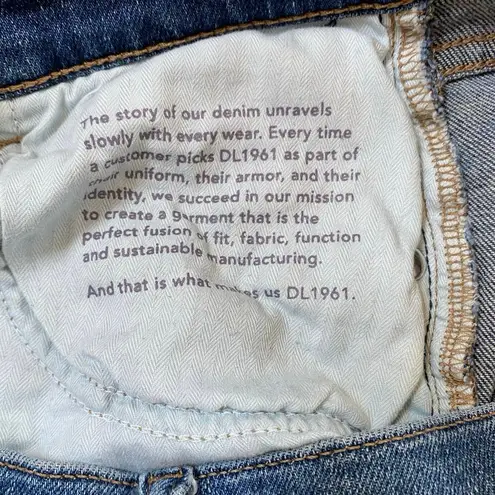 The story of our denim unravels
slowly with every wear. Every time
a customer picks DL1961 as part of
their uniform, their armor, and their
identity, we succeed in our mission
to create a garment that is the
perfect fusion of fit, fabric, function
and sustainable manufacturing.
And that is what makes us DL1961.